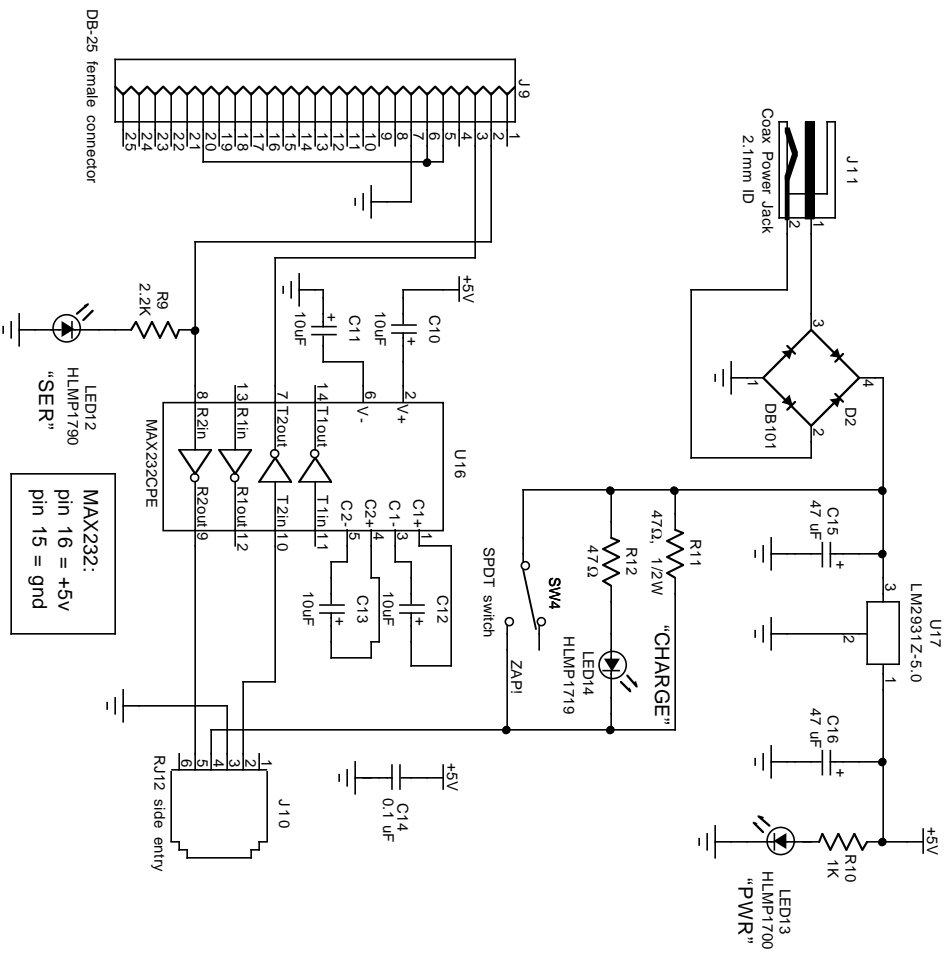 J11
Coax Power Jack
2.1mm ID
1
2
3
4
1
2
D2
DB101
C15
47 uF
+
U17
LM2931Z-5.0
3
2
1
C16
47 uF
+
+5V
R10
1K
LED13
HLMP1700
“PWR”
R11
47Ω, 1/2W
“CHARGE”
R12
47Ω
LED14
HLMP1719
SW4
SPDT switch
ZAP!
+5V
C14
0.1 uF
J9
DB-25 female connector
1
2
3
4
5
6
7
8
9
10
11
12
13
14
15
16
17
18
19
20
21
22
23
24
25
+5V
C10
10uF
+
C11
10uF
+
U16
MAX232CPE
2 V+
6 V-
14 T1out
7 T2out
13 R1in
8 R2in
C1+ 1
C1- 3
C2+ 4
C2- 5
T1in 11
T2in 10
R1out 12
R2out 9
C12
10uF
+
C13
10uF
+
R9
2.2K
LED12
HLMP1790
“SER”
J10
RJ12 side entry
1
2
3
4
5
6
MAX232:
pin 16 = +5v
pin 15 = gnd